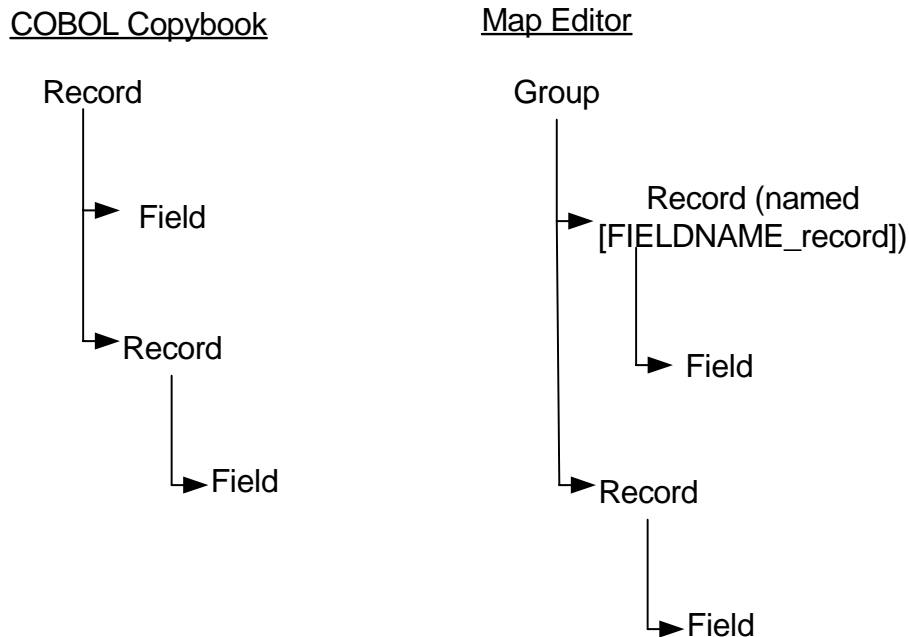 COBOL Copybook
Record
Field
Record
Field
Map Editor
Group
Record (named
[FIELDNAME_record])
Field
Record
Field